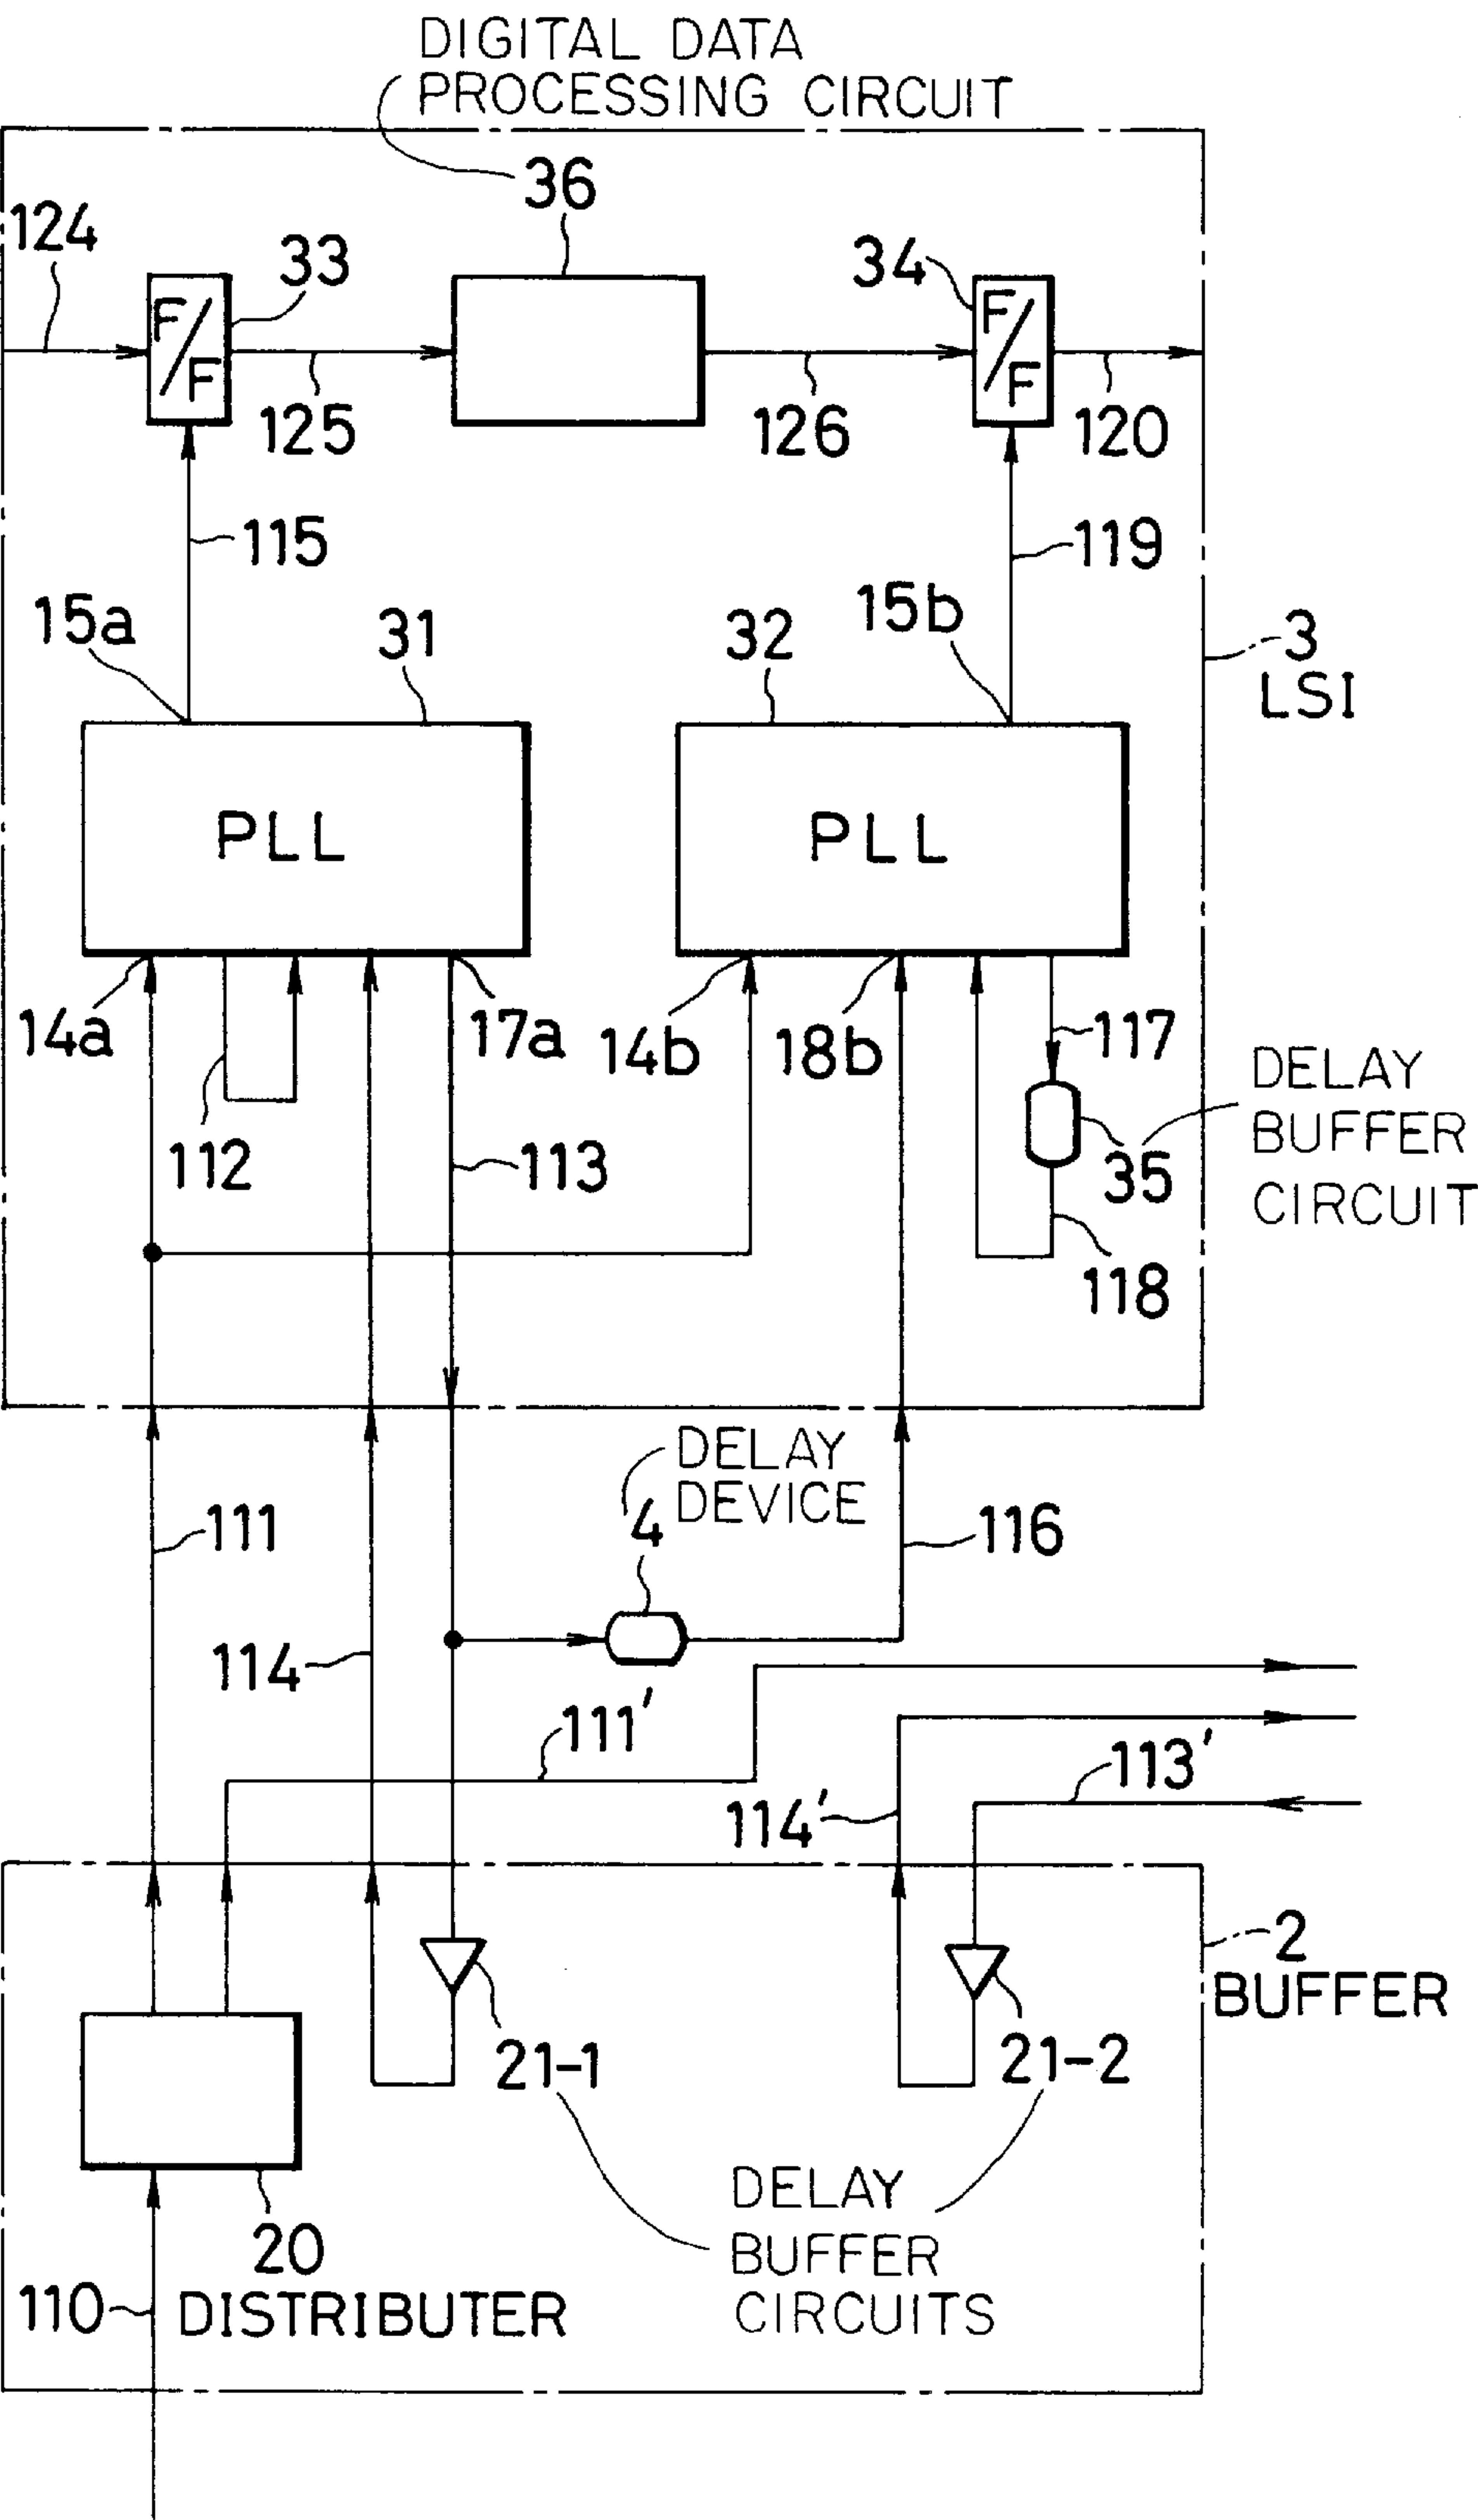 DIGITAL DATA
PROCESSING CIRCUIT
36
124
33
34
F/F
F/F
125
126
120
115
119
15a
31
32
15b
3
LSI
PLL
PLL
14a
17a
14b
18b
117
DELAY
BUFFER
CIRCUIT
112
113
35
118
DELAY
DEVICE
4
111
116
114
111'
113'
114'
2
BUFFER
21-1
21-2
DELAY
BUFFER
CIRCUITS
20
110
DISTRIBUTER